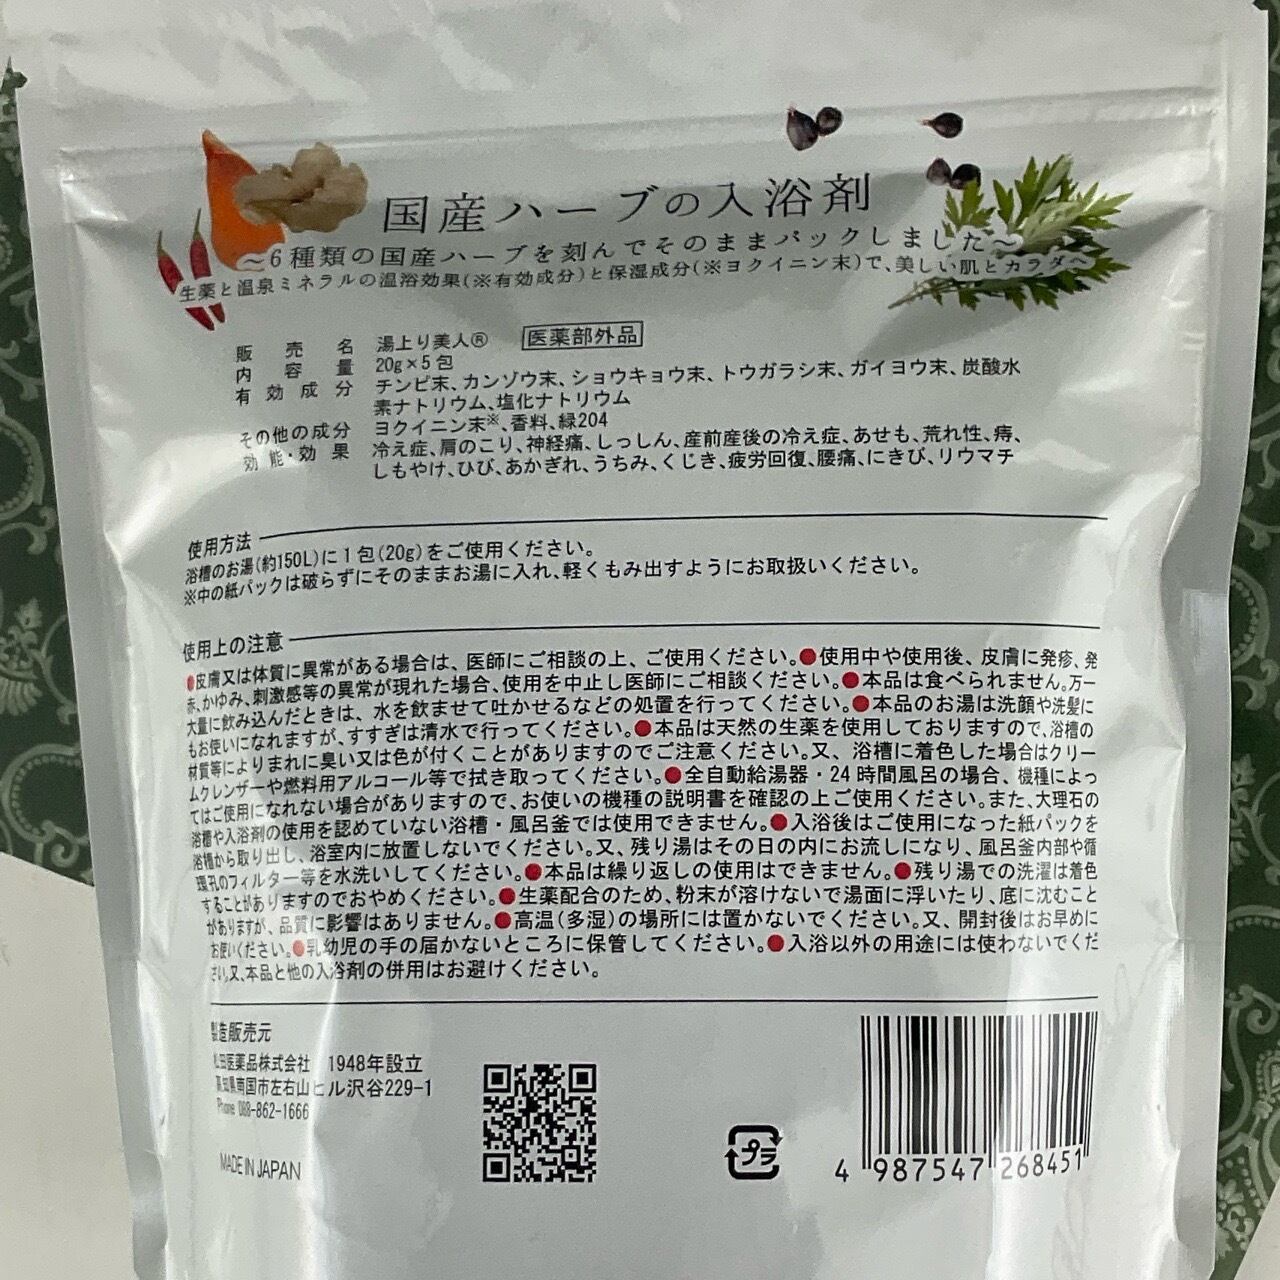 国産ハーブの入浴剤
～6種類の国産ハーブを刻んでそのままパックしました～
生薬と温泉ミネラルの温浴効果(※有効成分)と保湿成分(※ヨクイニン末)で、美しい肌とカラダへ
販売名 湯上り美人® 医薬部外品
内容量 20g×5包
有効成分 チンピ末、カンゾウ末、ショウキョウ末、トウガラシ末、ガイヨウ末、炭酸水
素ナトリウム、塩化ナトリウム
その他の成分 ヨクイニン末※、香料、緑204
効能・効果 冷え症、肩のこり、神経痛、しっしん、産前産後の冷え症、あせも、荒れ性、痔、
しもやけ、ひび、あかぎれ、うちみ、くじき、疲労回復、腰痛、にきび、リウマチ
使用方法
浴槽のお湯(約150L)に1包(20g)をご使用ください。
※中の紙パックは破らずにそのままお湯に入れ、軽くもみ出すようにお取扱いください。
使用上の注意
●皮膚又は体質に異常がある場合は、医師にご相談の上、ご使用ください。●使用中や使用後、皮膚に発疹、発
赤、かゆみ、刺激感等の異常が現れた場合、使用を中止し医師にご相談ください。●本品は食べられません。万一
大量に飲み込んだときは、水を飲ませて吐かせるなどの処置を行ってください。●本品のお湯は洗顔や洗髪に
もお使いになれますが、すすぎは清水で行ってください。●本品は天然の生薬を使用しておりますので、浴槽の
材質等によりまれに臭い又は色が付くことがありますのでご注意ください。又、浴槽に着色した場合はクリー
ムクレンザーや燃料用アルコール等で拭き取ってください。●全自動給湯器・24時間風呂の場合、機種によっ
てはご使用になれない場合がありますので、お使いの機種の説明書を確認の上ご使用ください。また、大理石の
浴槽や入浴剤の使用を認めていない浴槽・風呂釜では使用できません。●入浴後はご使用になった紙パックを
浴槽から取り出し、浴室内に放置しないでください。又、残り湯はその日の内にお流しになり、風呂釜内部や循
環孔のフィルター等を水洗いしてください。●本品は繰り返しの使用はできません。●残り湯での洗濯は着色
することがありますのでおやめください。●生薬配合のため、粉末が溶けないで湯面に浮いたり、底に沈むこと
がありますが、品質に影響はありません。●高温(多湿)の場所には置かないでください。又、開封後はお早めに
お使いください。●乳幼児の手の届かないところに保管してください。●入浴以外の用途には使わないでくだ
さい。又、本品と他の入浴剤の併用はお避けください。
製造販売元
田医薬品株式会社 1948年設立
高知県南国市左右山ヒル沢谷229-1
Phone 088-862-1666
MADE IN JAPAN
プラ
4 987547 268451